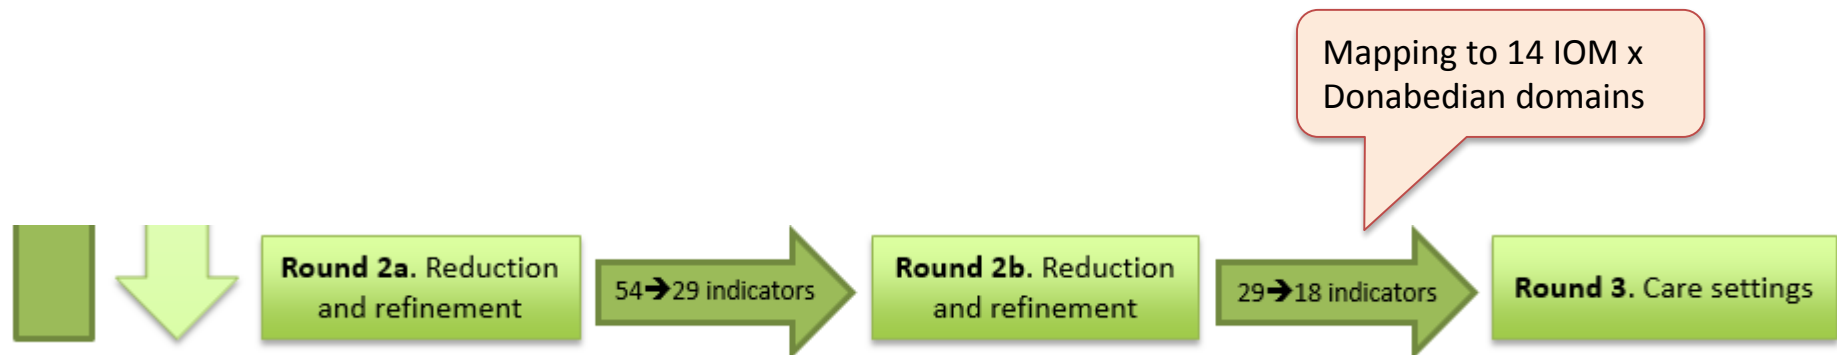 Mapping to 14 IOM x
Donabedian domains
Round 2a. Reduction
and refinement
54➔29 indicators
Round 2b. Reduction
and refinement
29➔18 indicators
Round 3. Care settings